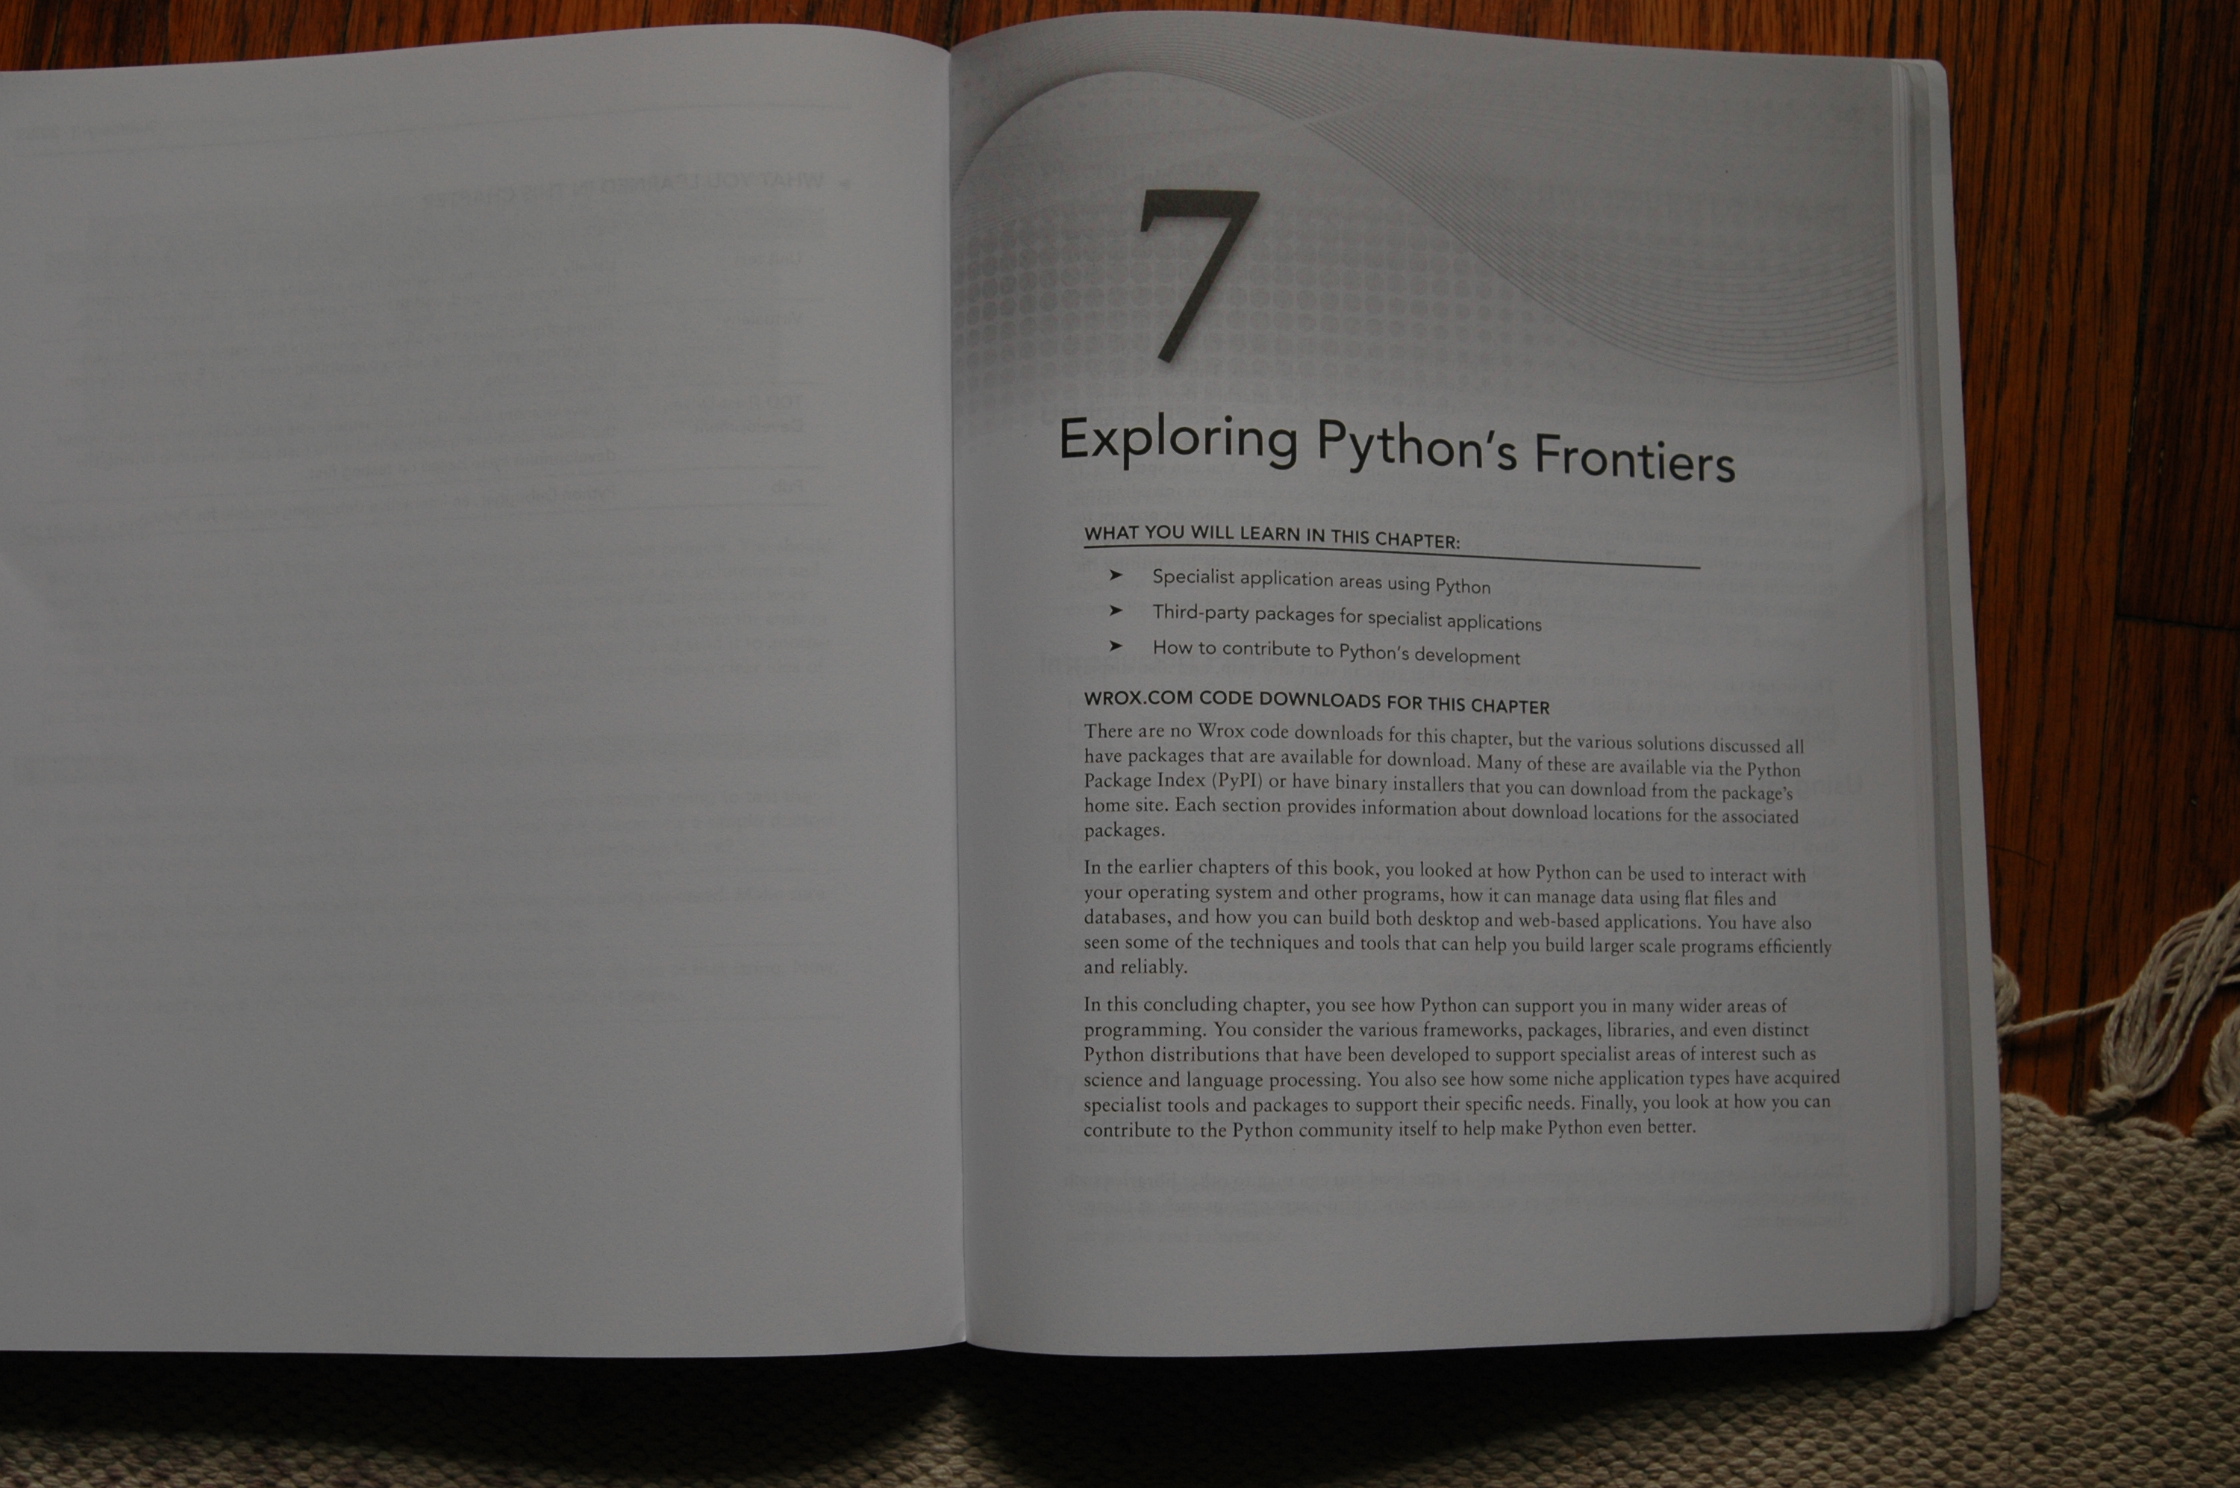 7
Exploring Python's Frontiers
WHAT YOU WILL LEARN IN THIS CHAPTER:
➤ Specialist application areas using Python
➤ Third-party packages for specialist applications
➤ How to contribute to Python's development
WROX.COM CODE DOWNLOADS FOR THIS CHAPTER
There are no Wrox code downloads for this chapter, but the various solutions discussed all
have packages that are available for download. Many of these are available via the Python
Package Index (PyPI) or have binary installers that you can download from the package's
home site. Each section provides information about download locations for the associated
packages.
In the earlier chapters of this book, you looked at how Python can be used to interact with
your operating system and other programs, how it can manage data using flat files and
databases, and how you can build both desktop and web-based applications. You have also
seen some of the techniques and tools that can help you build larger scale programs efficiently
and reliably.
In this concluding chapter, you see how Python can support you in many wider areas of
programming. You consider the various frameworks, packages, libraries, and even distinct
Python distributions that have been developed to support specialist areas of interest such as
science and language processing. You also see how some niche application types have acquired
specialist tools and packages to support their specific needs. Finally, you look at how you can
contribute to the Python community itself to help make Python even better.